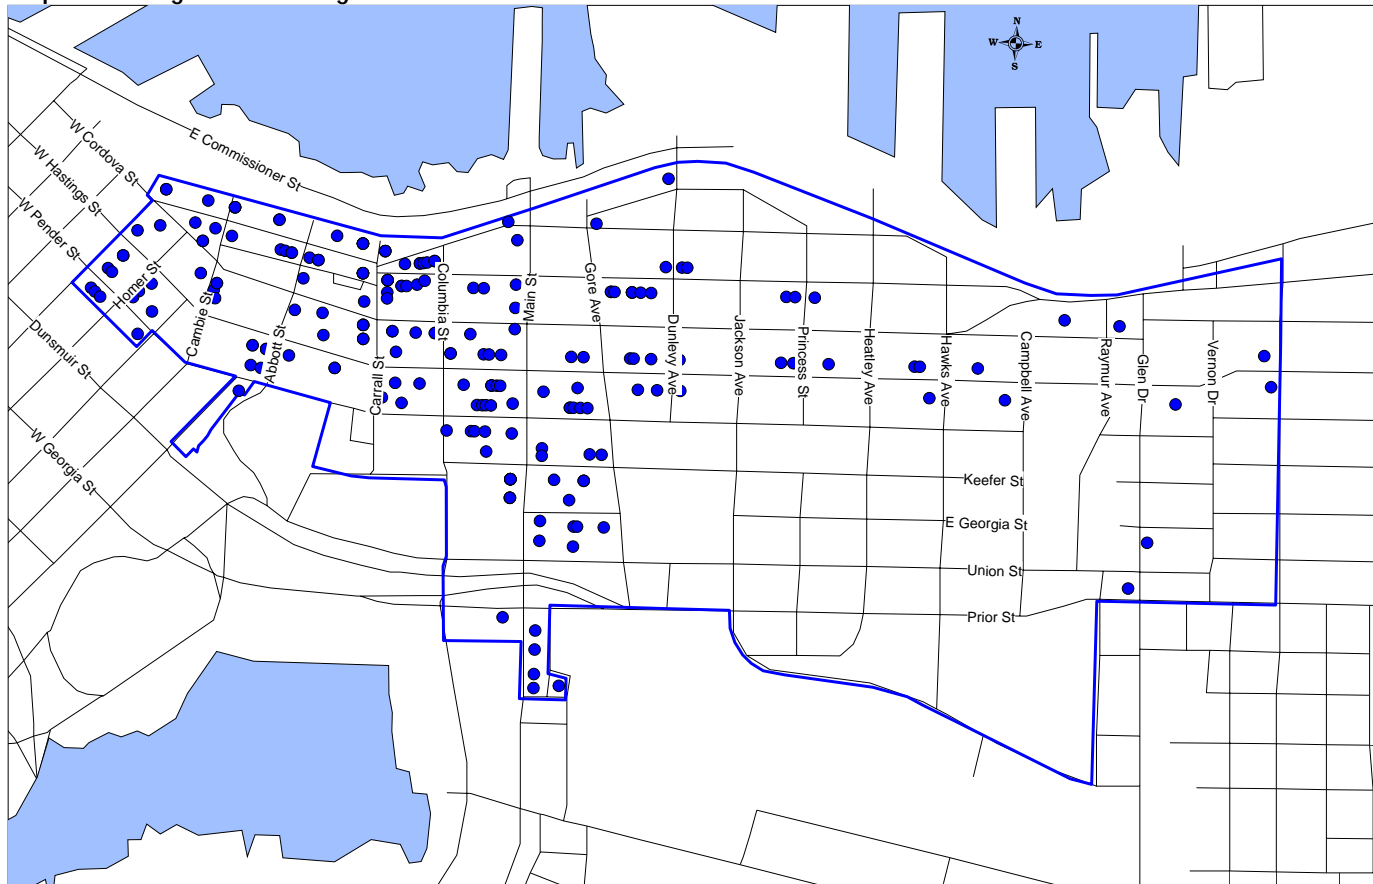 N
W E
S
E Commissioner St
W Cordova St
W Hastings St
W Pender St
Homer St
Dunsmuir St
W Georgia St
Cambie St
Abbott St
Carrall St
Columbia St
Main St
Gore Ave
Dunlevy Ave
Jackson Ave
Princess St
Heatley Ave
Hawks Ave
Campbell Ave
Raymur Ave
Glen Dr
Vernon Dr
Keefer St
E Georgia St
Union St
Prior St